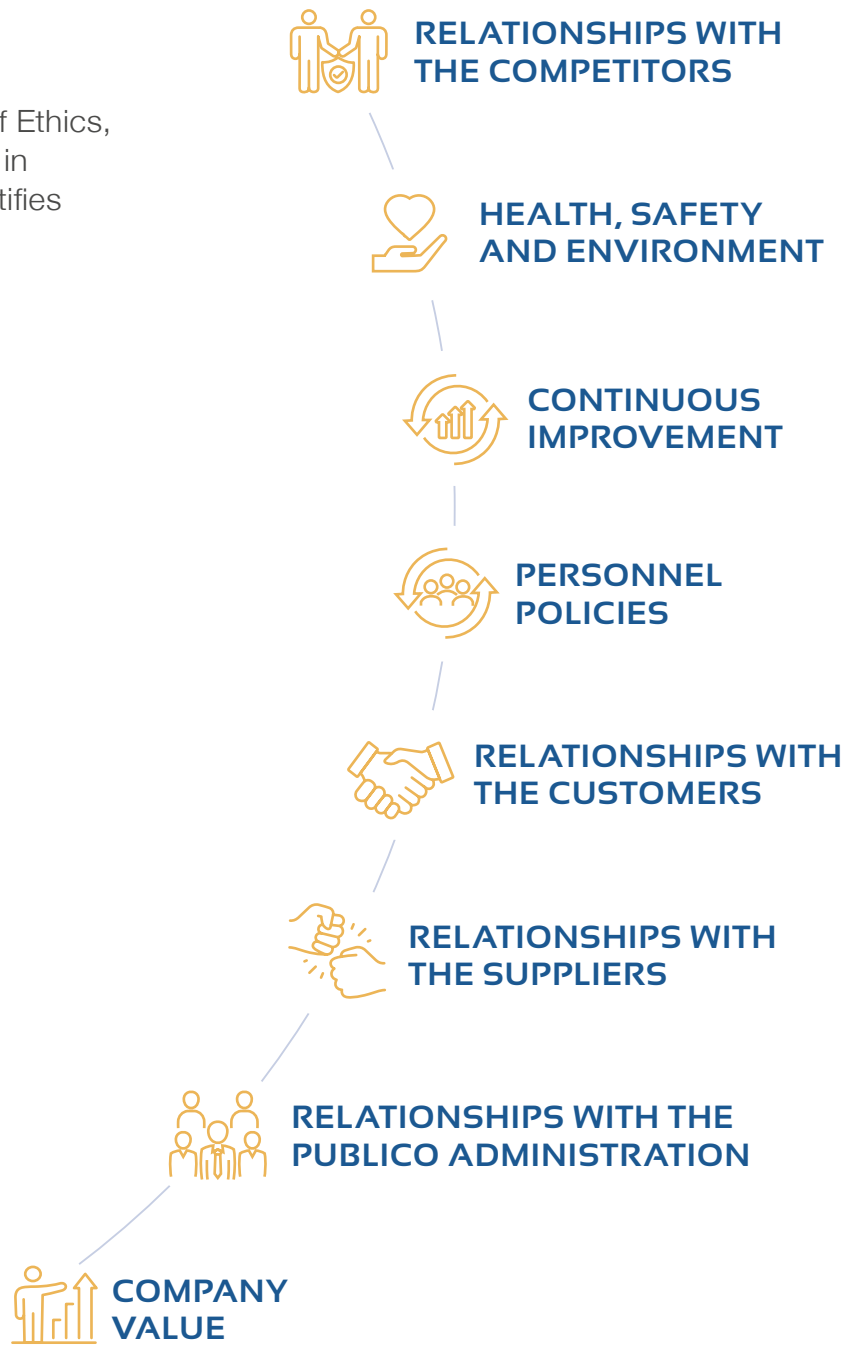 RELATIONSHIPS WITH
THE COMPETITORS
f Ethics,
in
tifies
HEALTH, SAFETY
AND ENVIRONMENT
CONTINUOUS
IMPROVEMENT
PERSONNEL
POLICIES
RELATIONSHIPS WITH
THE CUSTOMERS
RELATIONSHIPS WITH
THE SUPPLIERS
RELATIONSHIPS WITH THE
PUBLICO ADMINISTRATION
COMPANY
VALUE